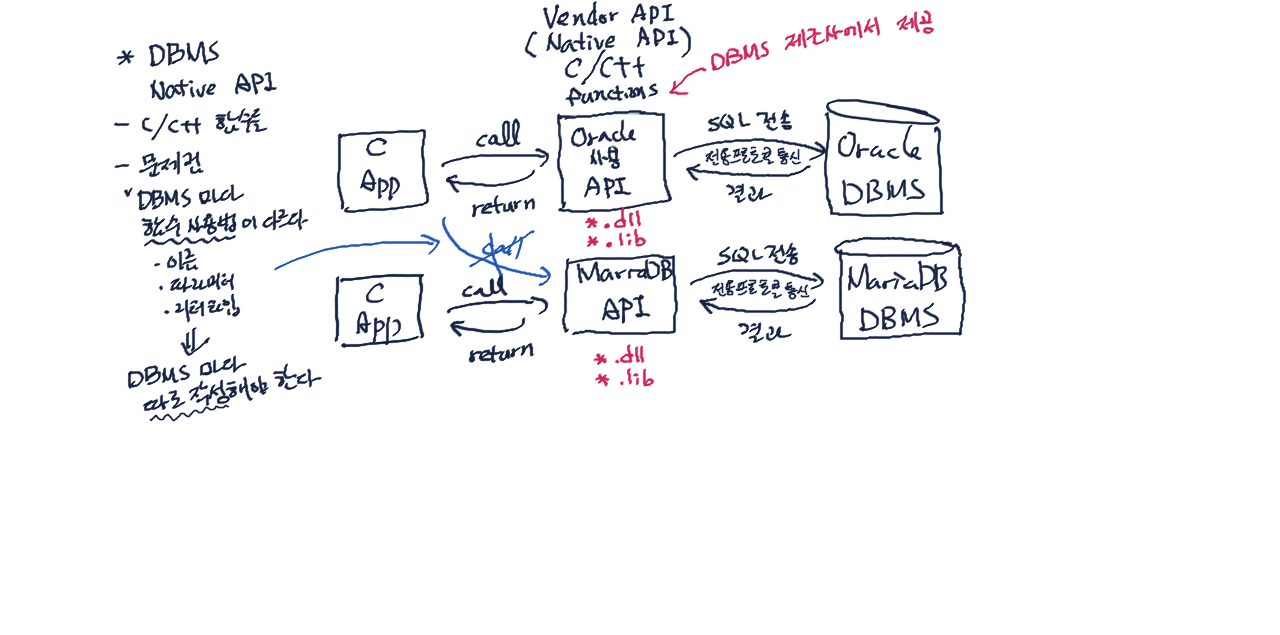 * DBMS
Native API
- C/C++ 함수들
- 문제점
✓ DBMS 마다
함수 사용법이 다르다
· 이름
· 파라미터
· 리턴타입
⇓
DBMS 마다
따로 작성해야 한다
Vendor API
(Native API)
C/C++
functions
DBMS 제조사에서 제공
C
App
call
return
Oracle
사용
API
*.dll
*.lib
SQL 전송
전용프로토콜 통신
결과
Oracle
DBMS
call
C
App
call
return
MariaDB
API
*.dll
*.lib
SQL 전송
전용프로토콜 통신
결과
MariaDB
DBMS